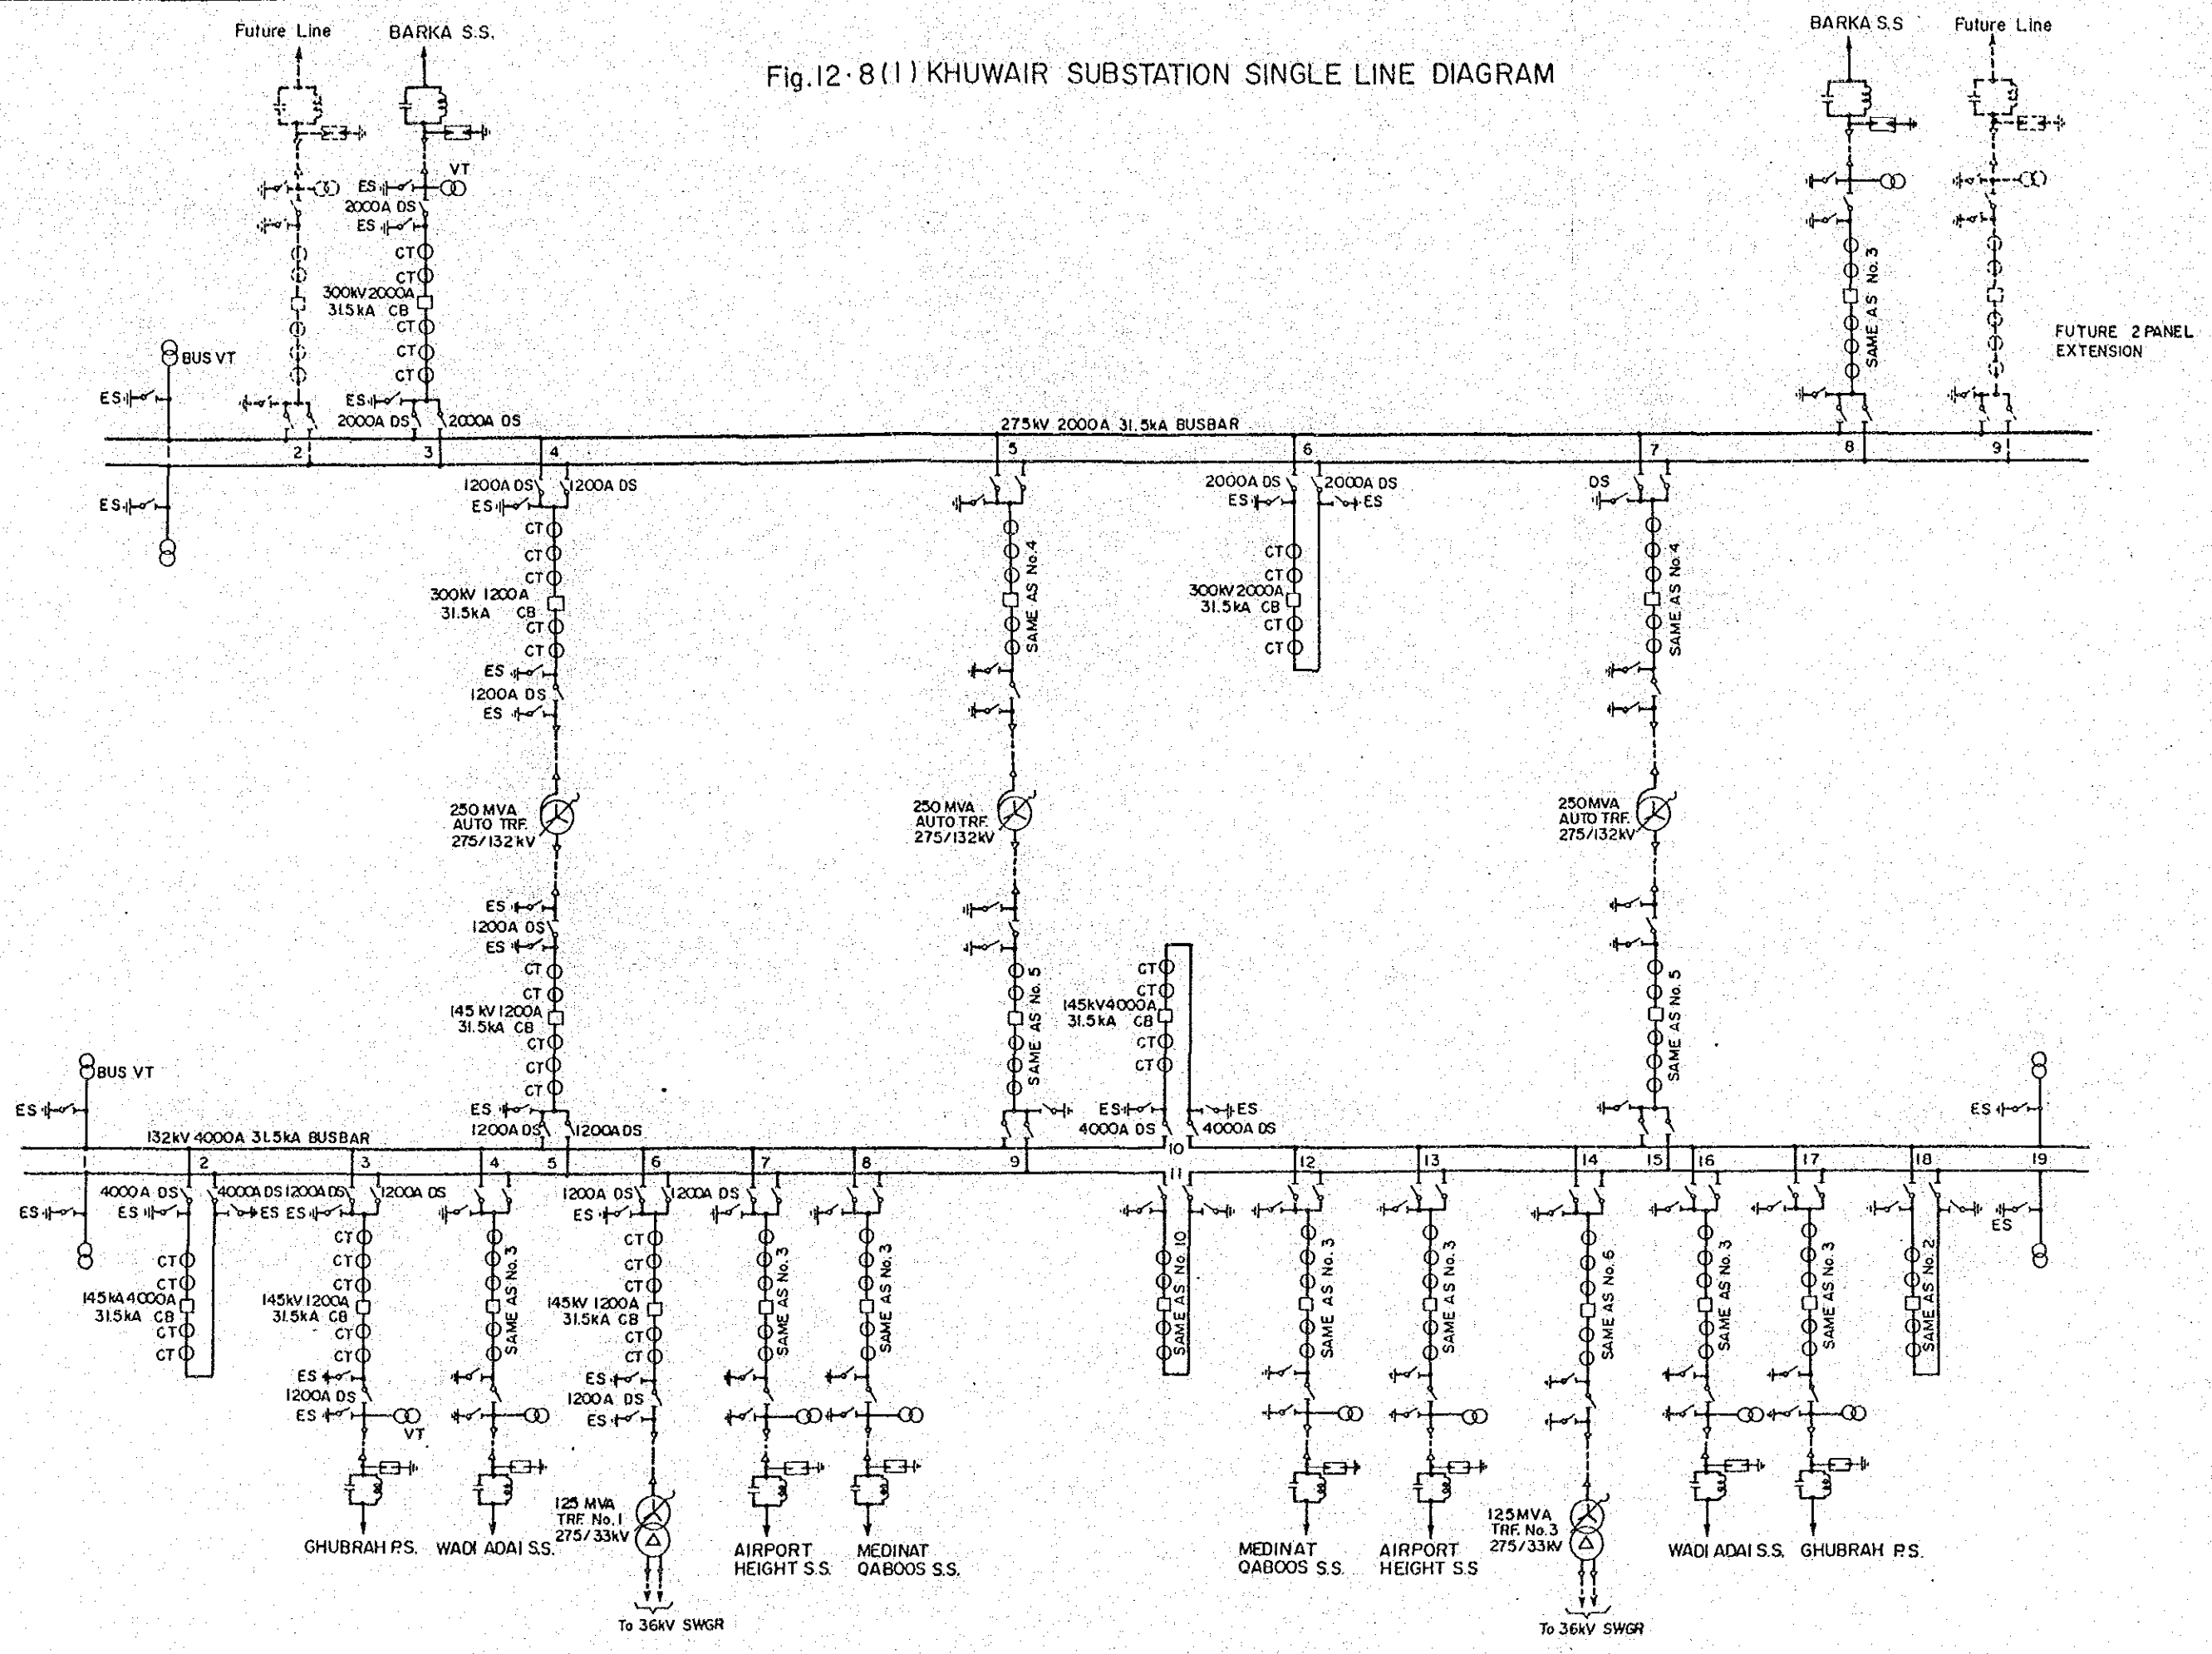 Fig.12·8(1) KHUWAIR SUBSTATION SINGLE LINE DIAGRAM
Future Line
BARKA S.S.
BARKA S.S
Future Line
VT
ES
2000A DS
ES
CT
CT
300kV 2000A
31.5kA CB
CT
CT
CT
SAME AS No.3
FUTURE 2 PANEL
EXTENSION
BUS VT
ES
ES
2000A DS
2000A DS
275kV 2000A 31.5kA BUSBAR
2
3
4
5
6
7
8
9
ES
1200A DS
1200A DS
ES
CT
CT
CT
300kV 1200A
31.5kA CB
CT
CT
ES
1200A DS
ES
SAME AS No.4
2000A DS
2000A DS
ES
ES
CT
CT
300kV 2000A
31.5kA CB
CT
CT
DS
SAME AS No.4
250 MVA
AUTO TRF.
275/132kV
250 MVA
AUTO TRF.
275/132kV
250MVA
AUTO TRF.
275/132kV
ES
1200A DS
ES
CT
CT
145 kV 1200A
31.5kA CB
CT
CT
CT
ES
1200A DS
1200A DS
SAME AS No.5
CT
CT
145kV 4000A
31.5kA CB
CT
CT
ES
ES
4000A DS
4000A DS
SAME AS No.5
BUS VT
ES
ES
132kV 4000A 31.5kA BUSBAR
1
2
3
4
5
6
7
8
9
10
11
12
13
14
15
16
17
18
19
ES
4000A DS
4000A DS
ES
ES
CT
CT
145kA 4000A
31.5kA CB
CT
CT
1200A DS
1200A DS
ES
CT
CT
CT
145kV 1200A
31.5kA CB
CT
CT
ES
1200A DS
ES
VT
SAME AS No.3
1200A DS
1200A DS
ES
CT
CT
CT
145kV 1200A
31.5kA CB
CT
CT
ES
1200A DS
ES
SAME AS No.3
SAME AS No.3
SAME AS No. 10
SAME AS No.3
SAME AS No.3
SAME AS No.6
SAME AS No.3
SAME AS No.3
SAME AS No.2
ES
GHUBRAH P.S.
WADI ADAI S.S.
125 MVA
TRF. No.1
275/33kV
To 36kV SWGR
AIRPORT
HEIGHT S.S.
MEDINAT
QABOOS S.S.
MEDINAT
QABOOS S.S.
AIRPORT
HEIGHT S.S
125MVA
TRF. No.3
275/33kV
To 36kV SWGR
WADI ADAI S.S.
GHUBRAH P.S.